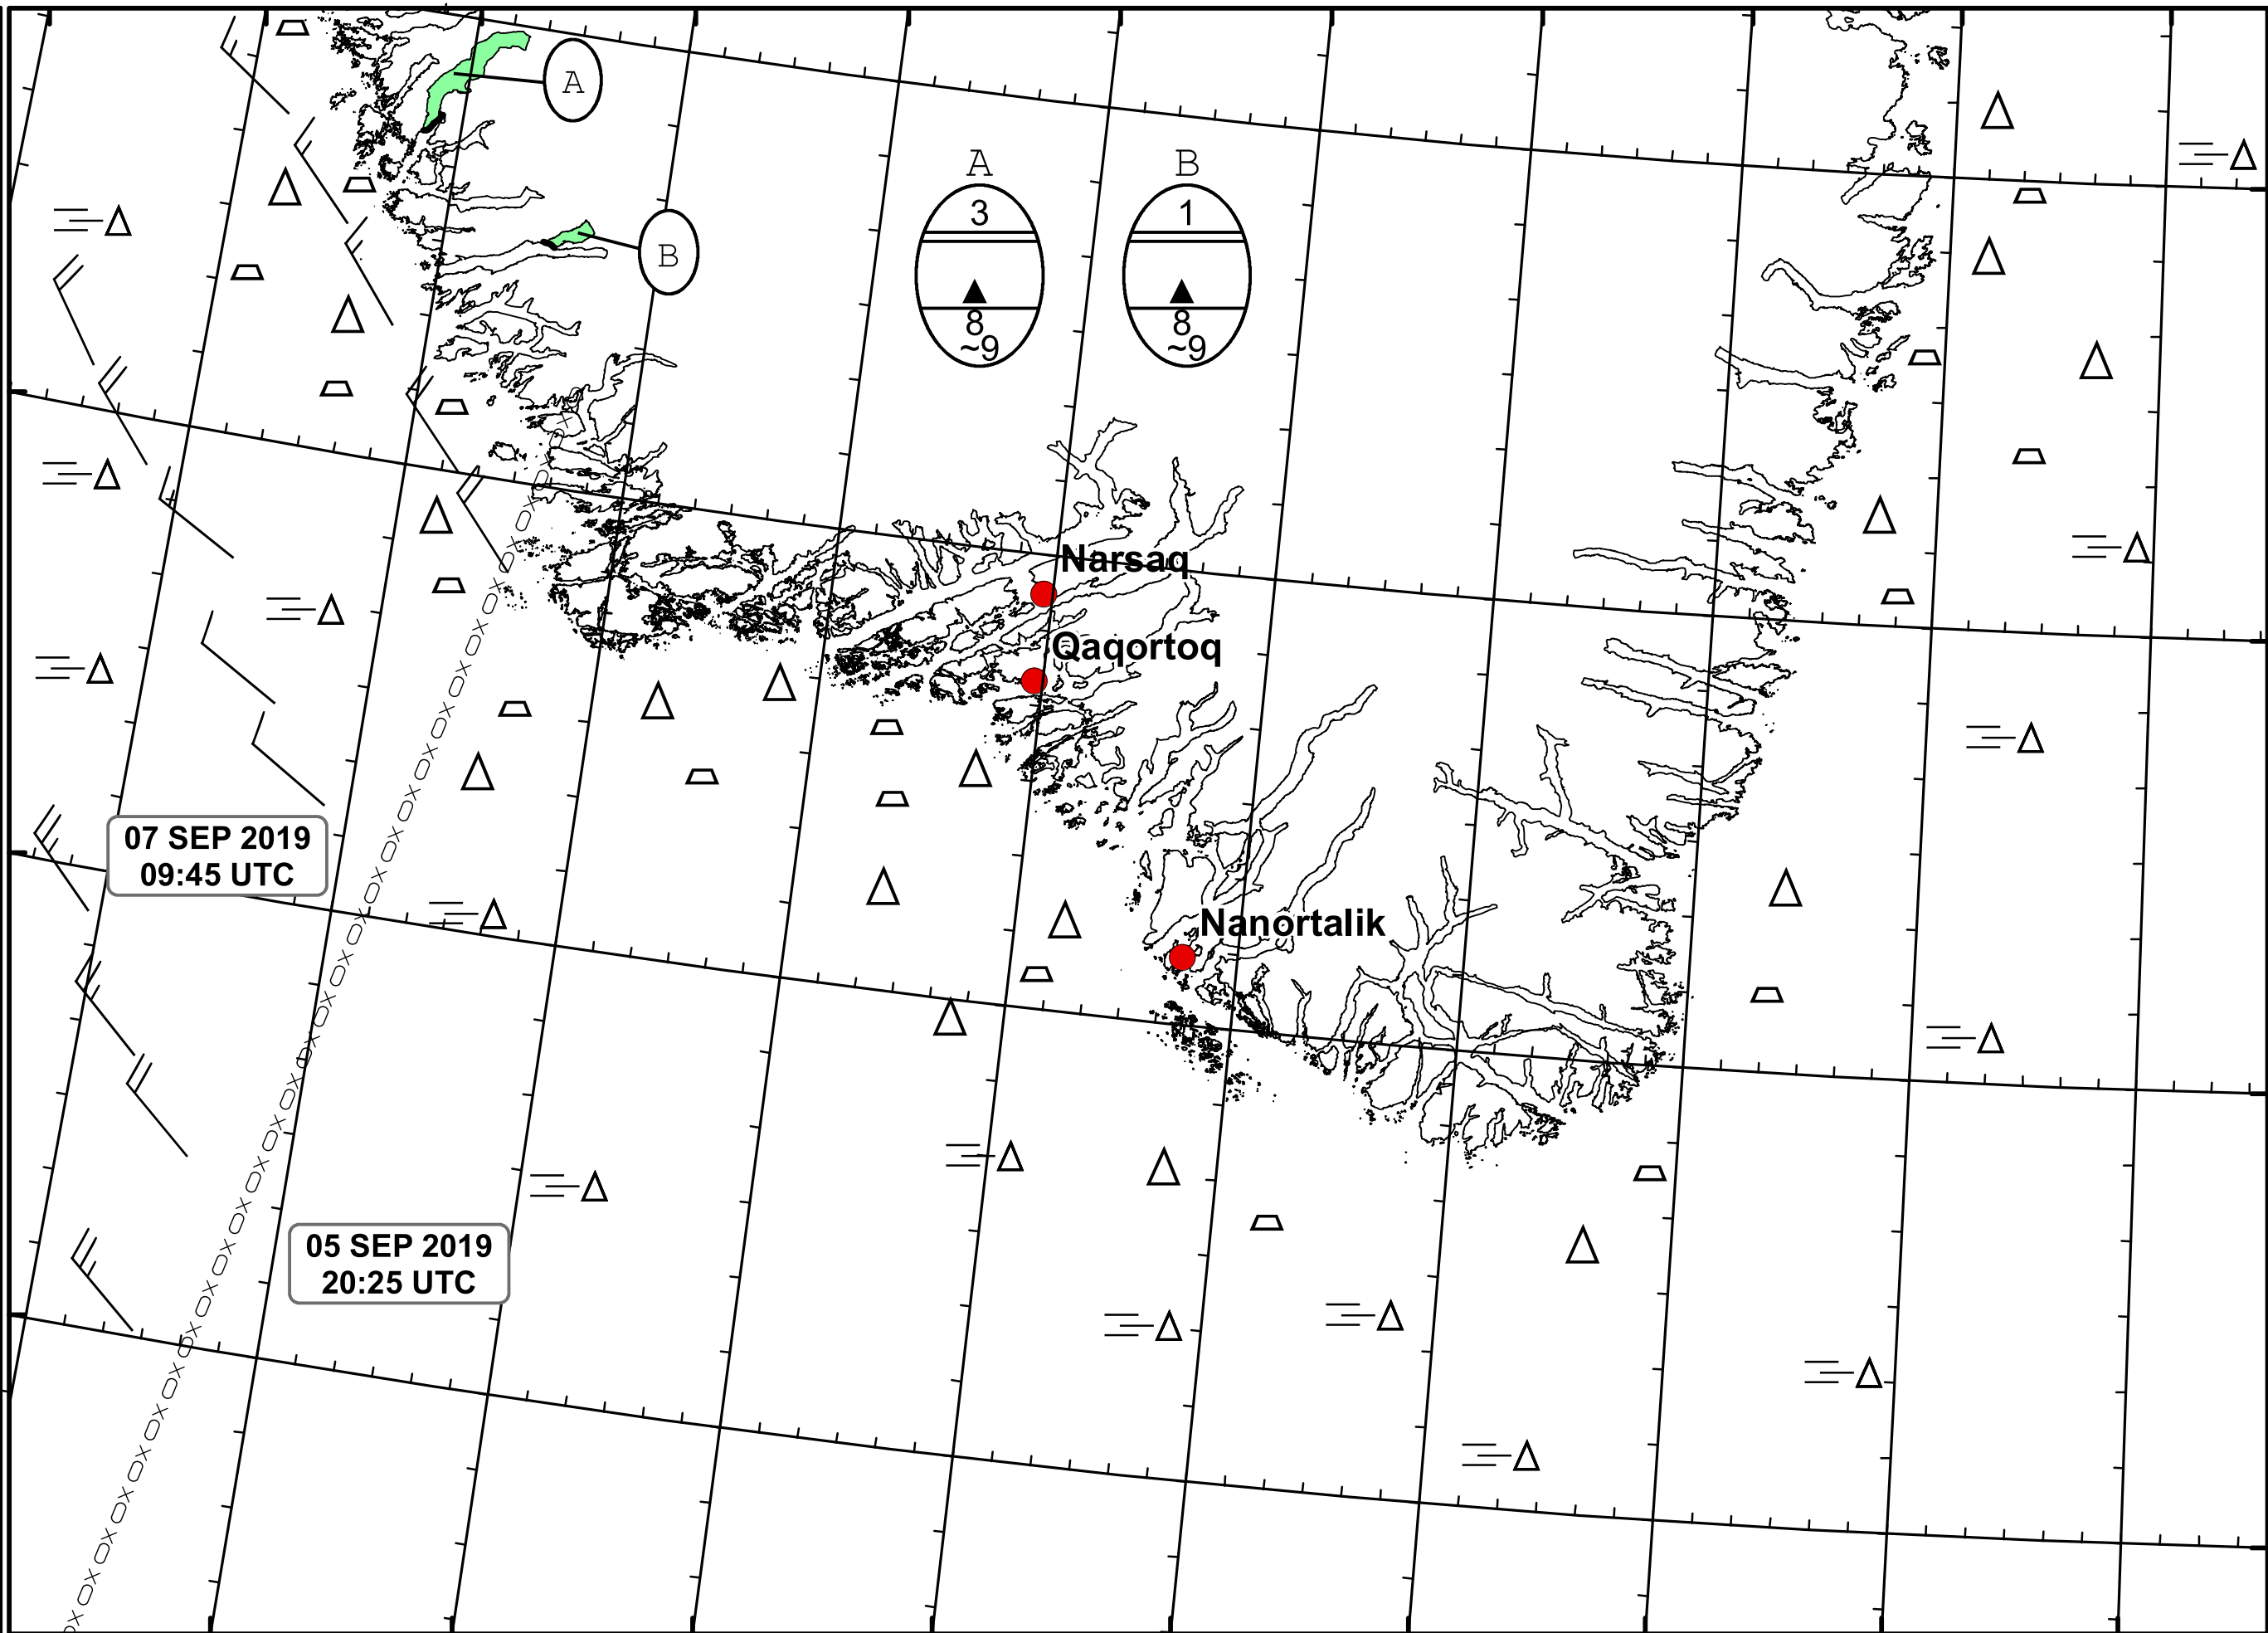 A
B
A
3
8
~9
B
1
8
~9
Narsaq
Qaqortoq
07 SEP 2019
09:45 UTC
Nanortalik
05 SEP 2019
20:25 UTC